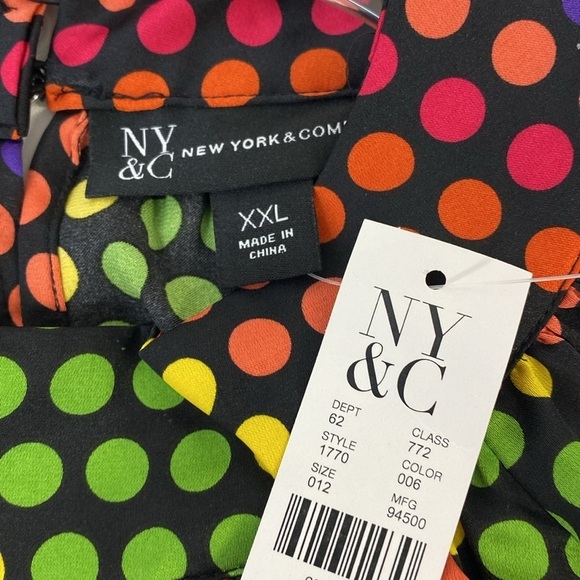 NY
&C
NEW YORK & COM
XXL
MADE IN
CHINA
NY
&C
DEPT
62
CLASS
772
STYLE
1770
COLOR
006
SIZE
012
MFG
94500